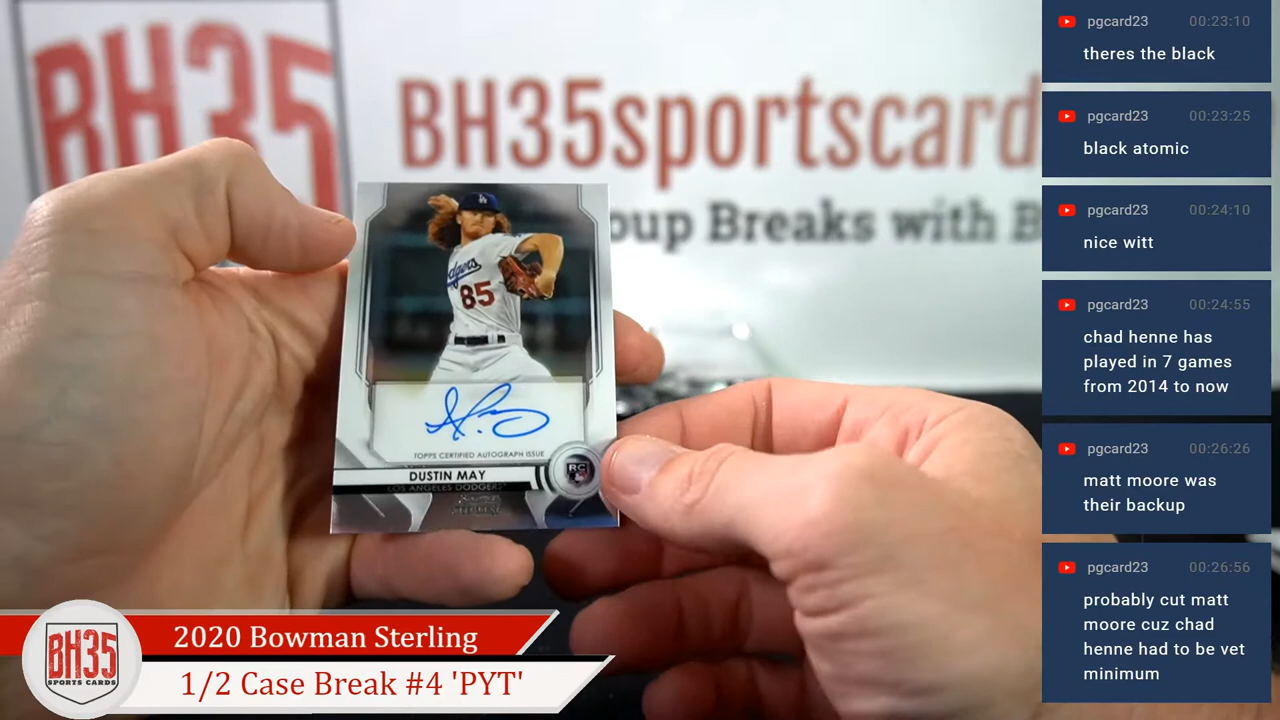 BH35
BH35sportscard
oup Breaks with B
LA
dgers
85
TOPPS CERTIFIED AUTOGRAPH ISSUE
DUSTIN MAY
RC
LOS ANGELES DODGERS
BOWMAN
STERLING
BH35
SPORTS CARDS
2020 Bowman Sterling
1/2 Case Break #4 'PYT'
pgcard23 00:23:10
theres the black
pgcard23 00:23:25
black atomic
pgcard23 00:24:10
nice witt
pgcard23 00:24:55
chad henne has
played in 7 games
from 2014 to now
pgcard23 00:26:26
matt moore was
their backup
pgcard23 00:26:56
probably cut matt
moore cuz chad
henne had to be vet
minimum